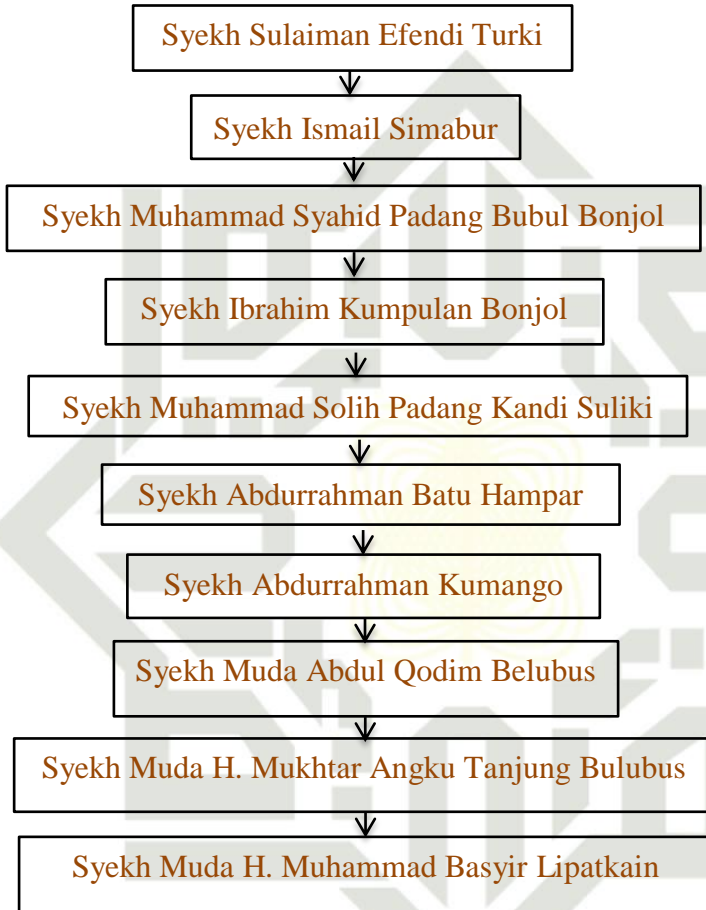 Syekh Sulaiman Efendi Turki
Syekh Ismail Simabur
Syekh Muhammad Syahid Padang Bubul Bonjol
Syekh Ibrahim Kumpulan Bonjol
Syekh Muhammad Solih Padang Kandi Suliki
Syekh Abdurrahman Batu Hampar
Syekh Abdurrahman Kumango
Syekh Muda Abdul Qodim Belubus
Syekh Muda H. Mukhtar Angku Tanjung Bulubus
Syekh Muda H. Muhammad Basyir Lipatkain